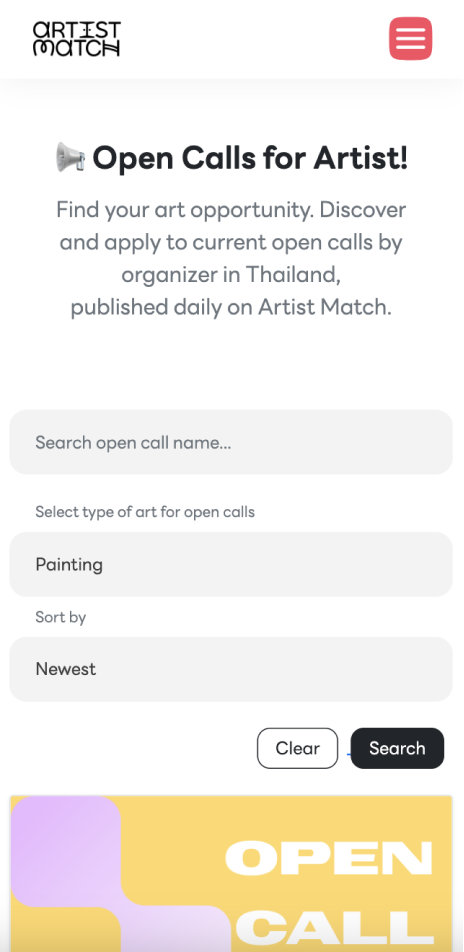 ARTIST
MATCH
Open Calls for Artist!
Find your art opportunity. Discover
and apply to current open calls by
organizer in Thailand,
published daily on Artist Match.
Search open call name...
Select type of art for open calls
Painting
Sort by
Newest
Clear
Search
OPEN
CALL